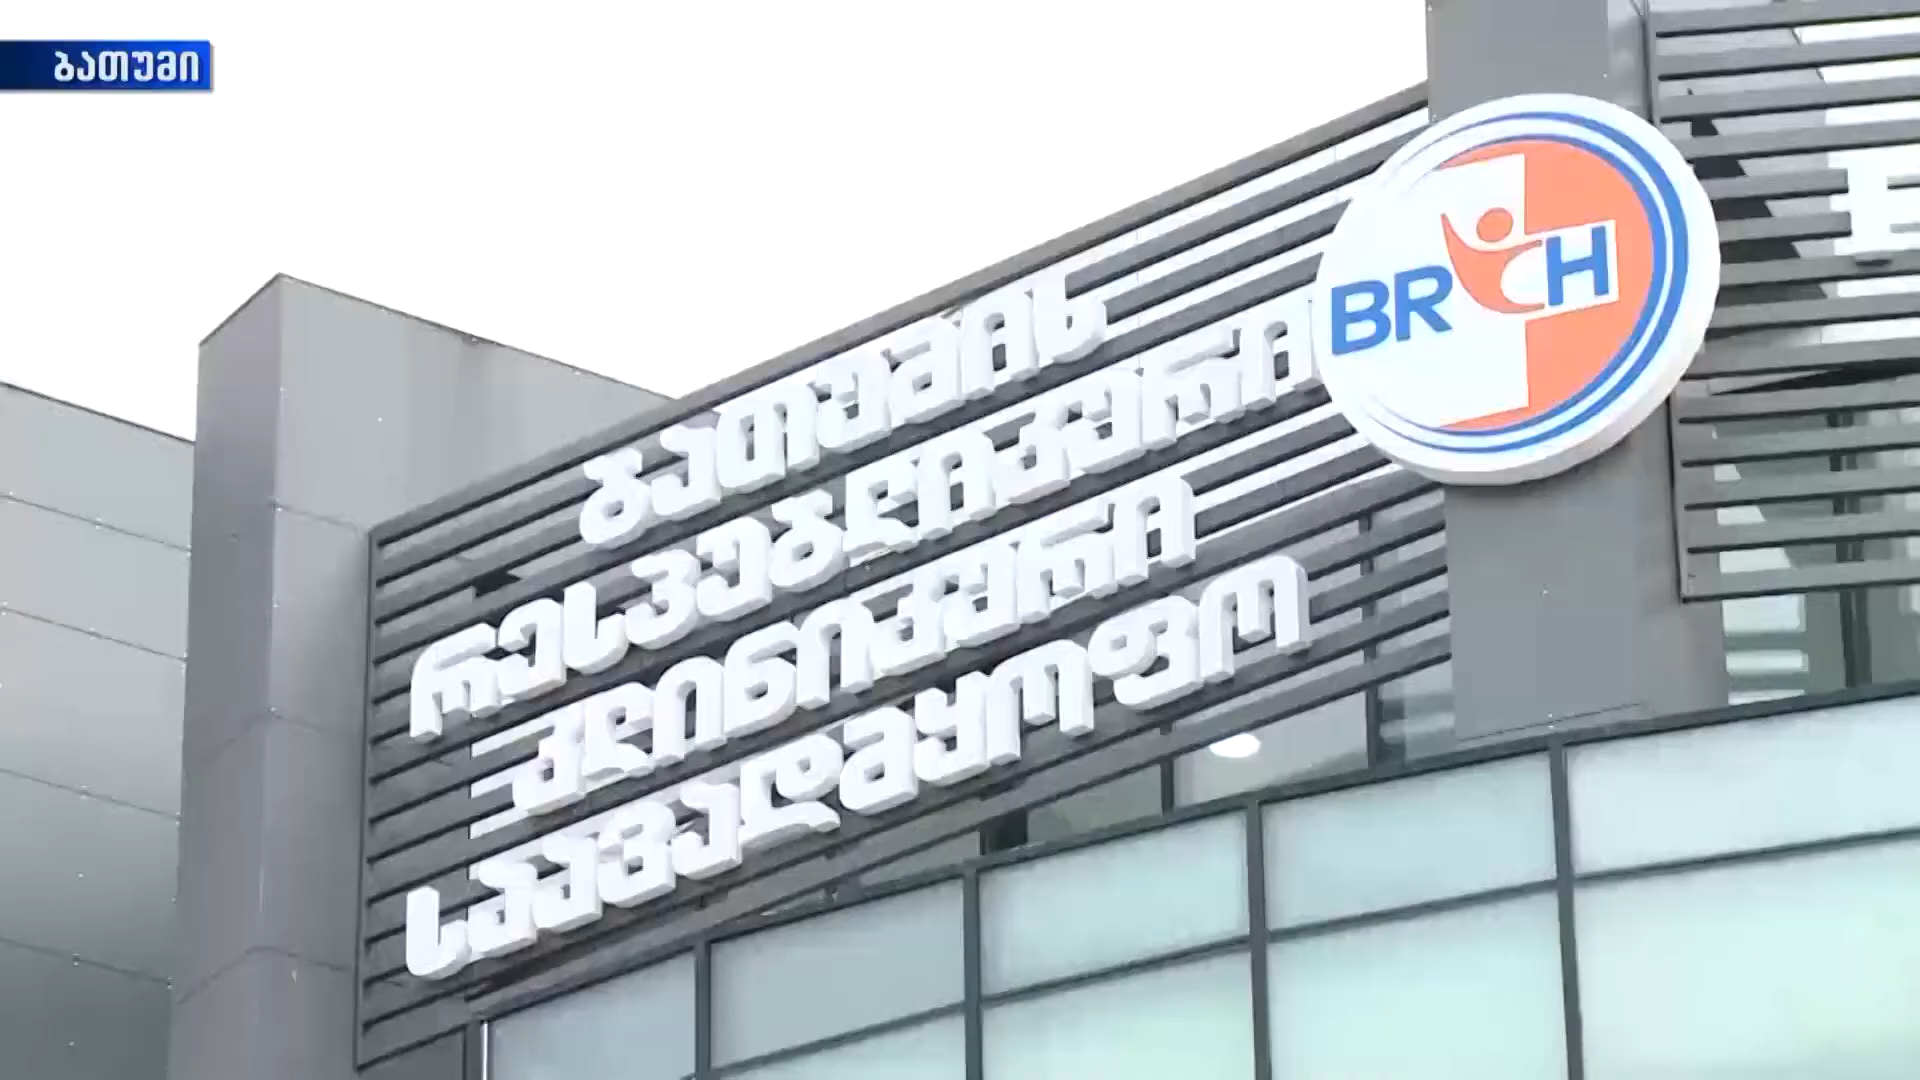 ბათუმი
ბათუმის
რესპუბლიკური
კლინიკური
საავადმყოფო
BRCH